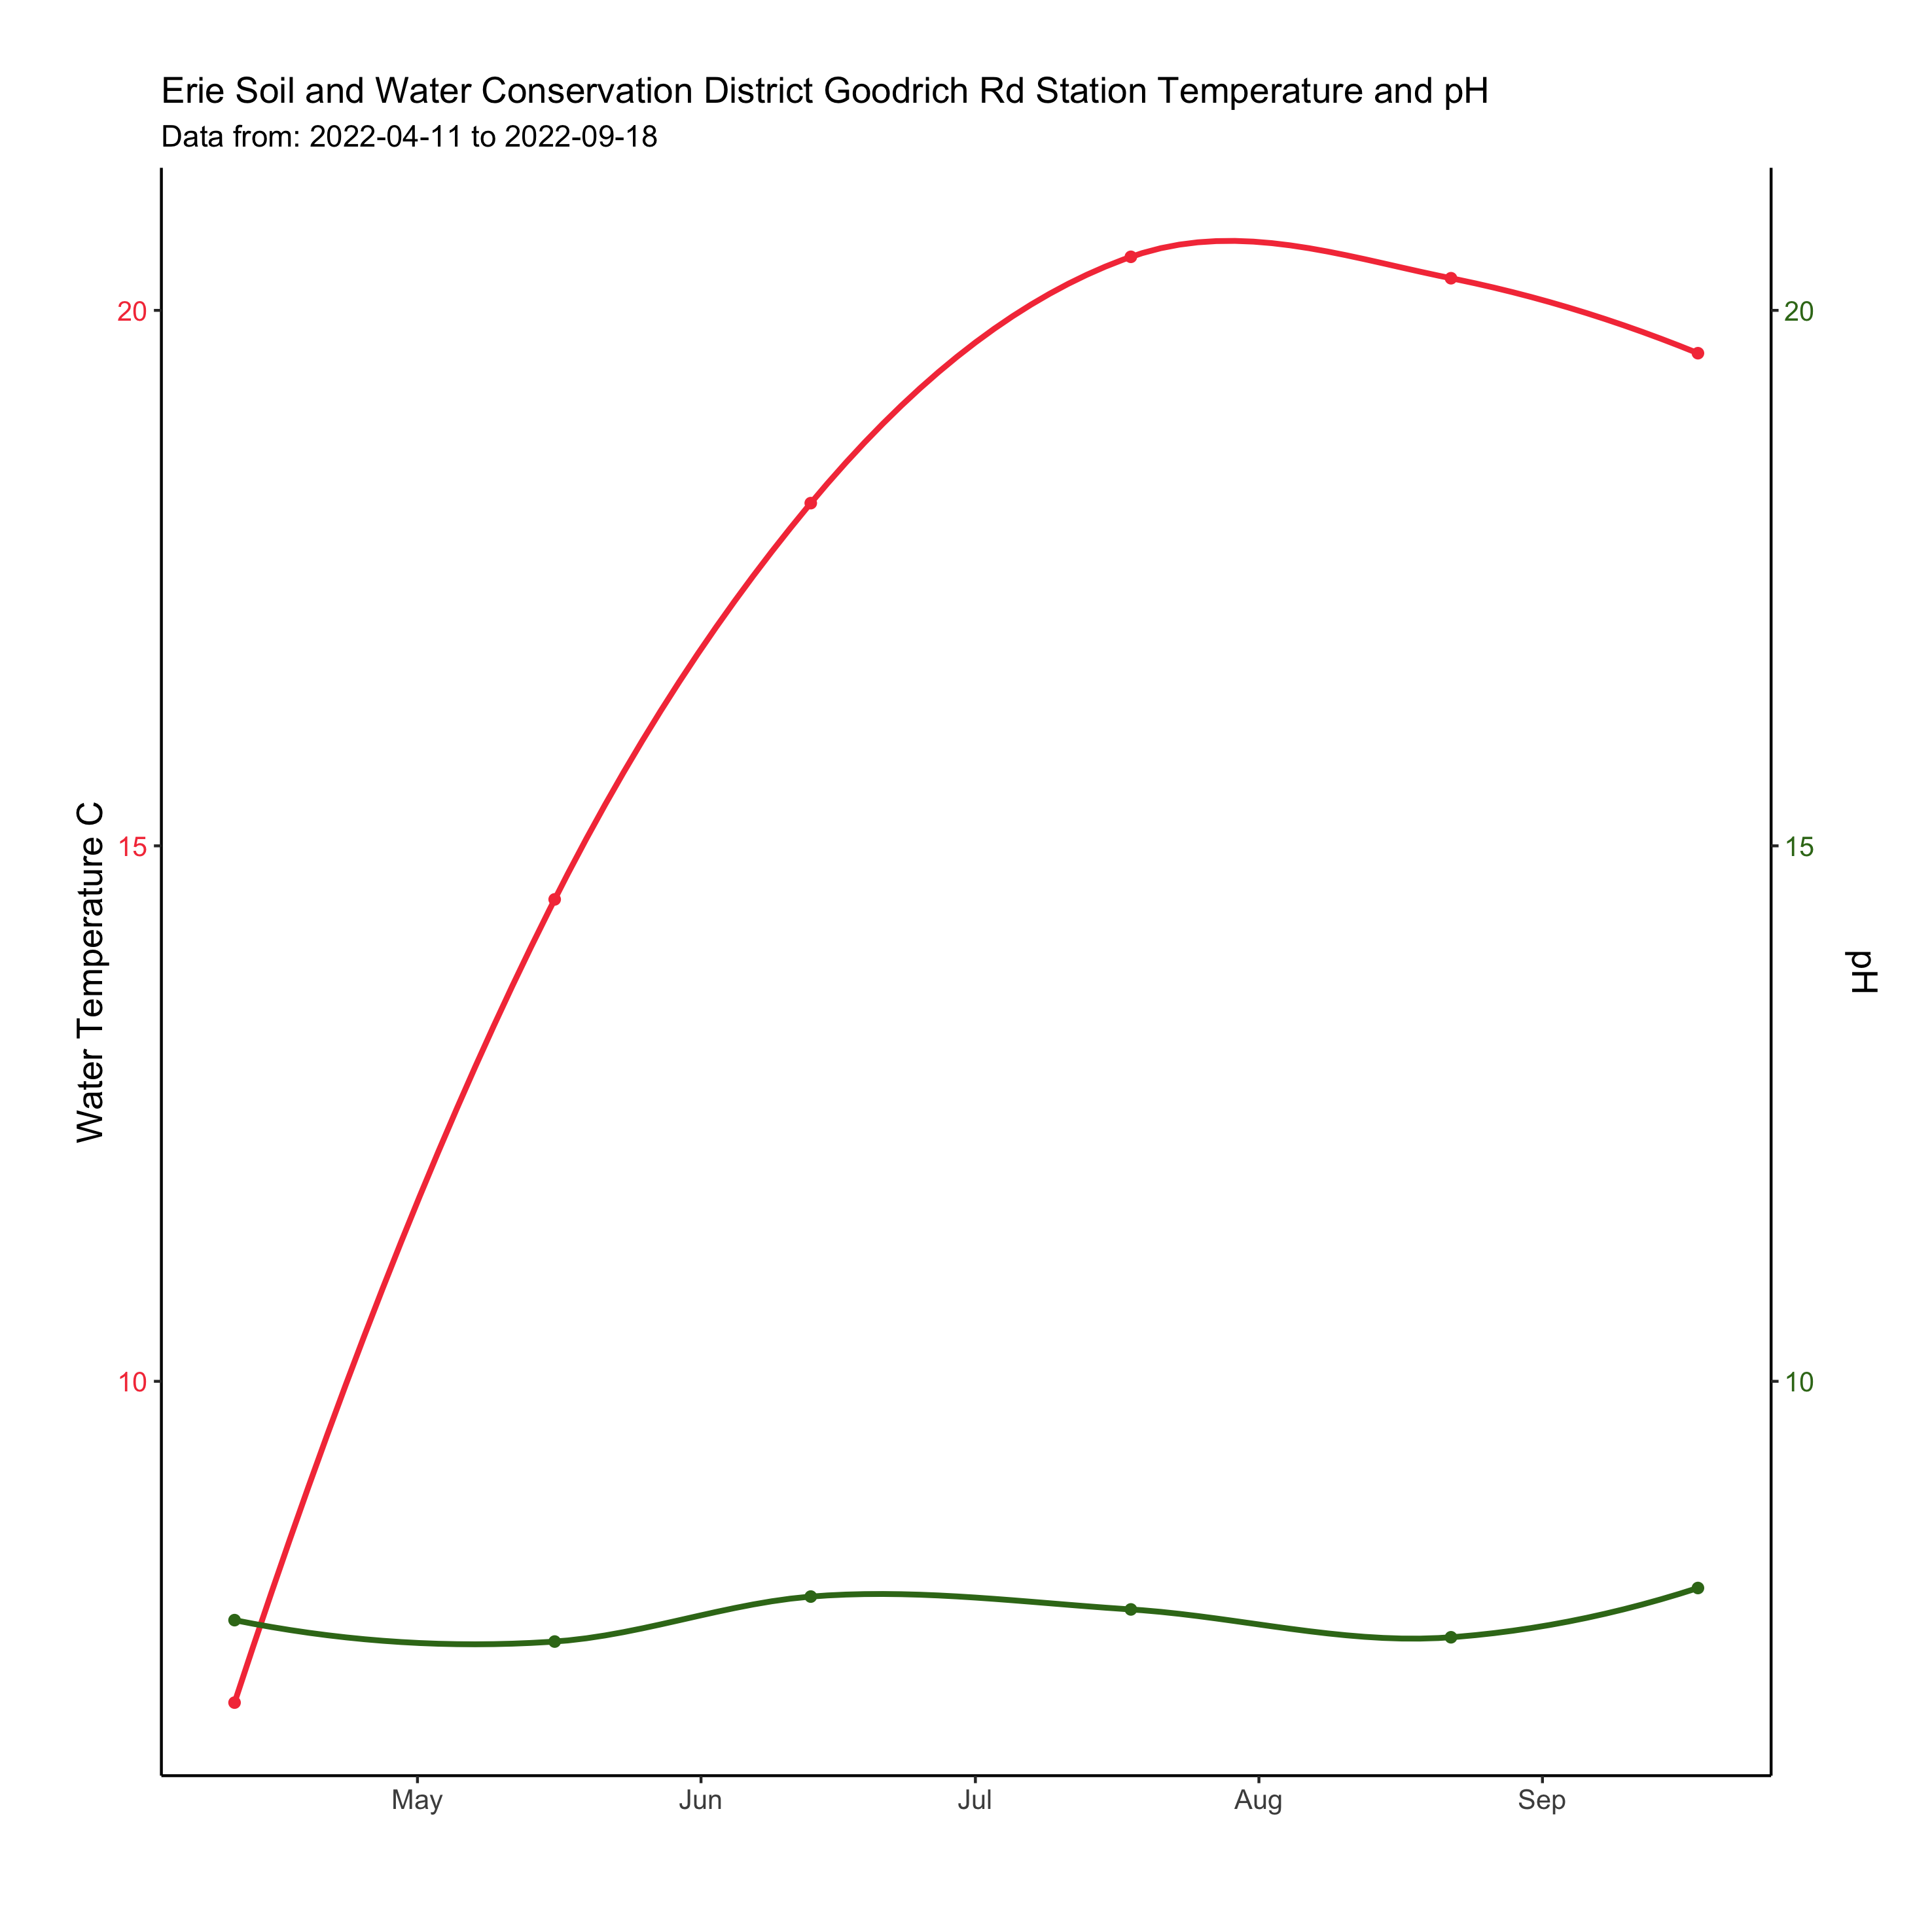 Erie Soil and Water Conservation District Goodrich Rd Station Temperature and pH
Data from: 2022-04-11 to 2022-09-18
Water Temperature C
20
15
10
20
15
10
pH
May Jun Jul Aug Sep